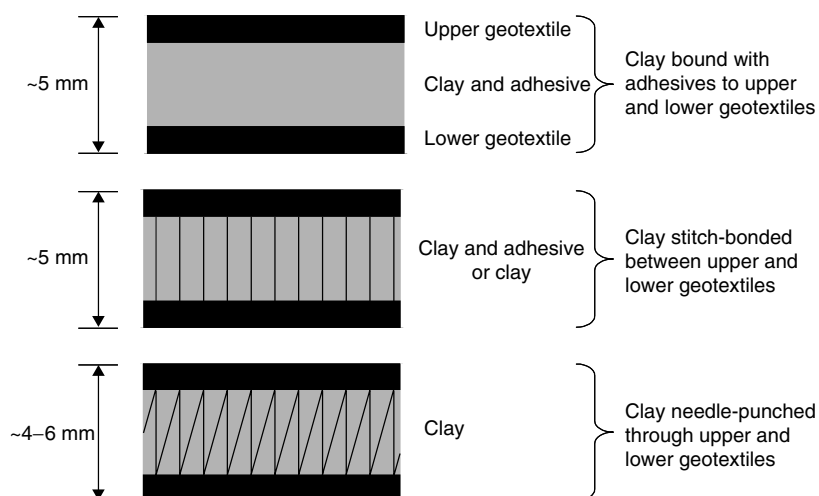 ~5 mm
Upper geotextile
Clay and adhesive
Lower geotextile
Clay bound with
adhesives to upper
and lower geotextiles
~5 mm
Clay and adhesive
or clay
Clay stitch-bonded
between upper and
lower geotextiles
~4–6 mm
Clay
Clay needle-punched
through upper and
lower geotextiles